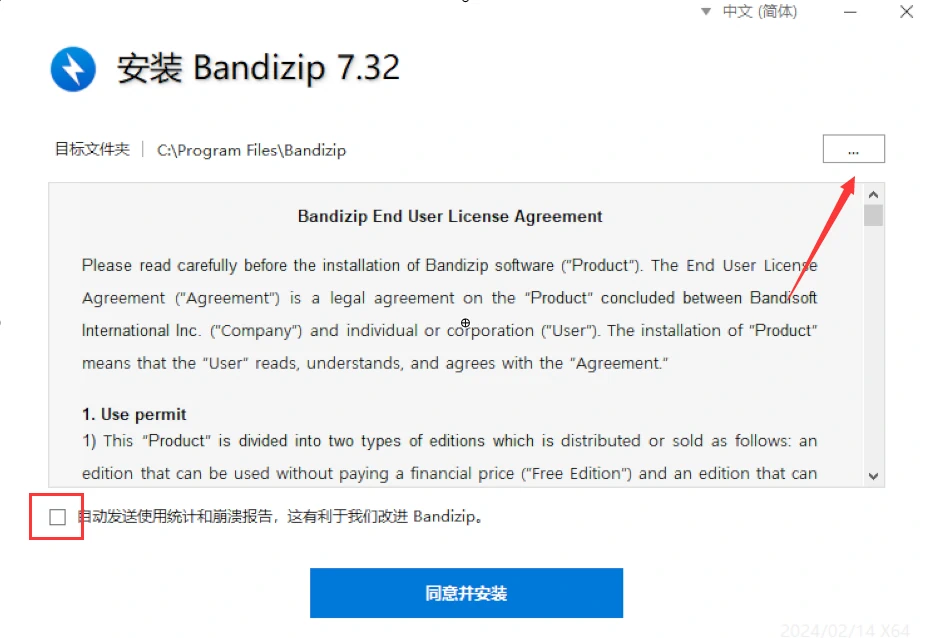 中文 (简体)
安装 Bandizip 7.32
目标文件夹 C:\Program Files\Bandizip ...
Bandizip End User License Agreement
Please read carefully before the installation of Bandizip software (“Product”). The End User License
Agreement (“Agreement”) is a legal agreement on the “Product” concluded between Bandisoft
International Inc. (“Company”) and individual or corporation (“User”). The installation of “Product”
means that the “User” reads, understands, and agrees with the “Agreement.”
1. Use permit
1) This “Product” is divided into two types of editions which is distributed or sold as follows: an
edition that can be used without paying a financial price (“Free Edition”) and an edition that can
自动发送使用统计和崩溃报告，这有利于我们改进 Bandizip。
同意并安装
2024/02/14 X64